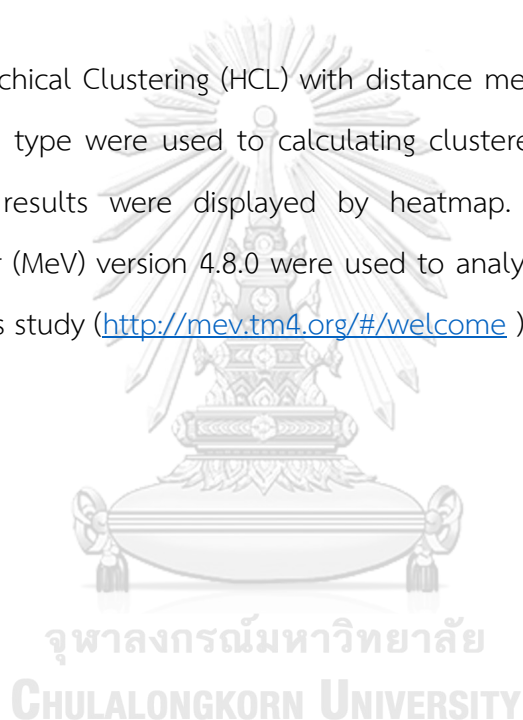 chical Clustering (HCL) with distance me
type were used to calculating clustere
results were displayed by heatmap.
(MeV) version 4.8.0 were used to analy
s study (http://mev.tm4.org/#/welcome )
จุฬาลงกรณ์มหาวิทยาลัย
CHULALONGKORN UNIVERSITY